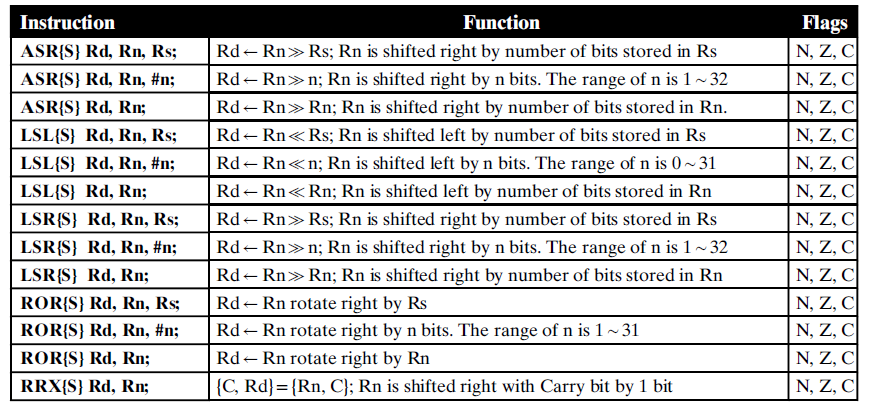 Instruction Function Flags
ASR{S} Rd, Rn, Rs; Rd ← Rn ≫ Rs; Rn is shifted right by number of bits stored in Rs N, Z, C
ASR{S} Rd, Rn, #n; Rd ← Rn ≫ n; Rn is shifted right by n bits. The range of n is 1 ~ 32 N, Z, C
ASR{S} Rd, Rn; Rd ← Rn ≫ Rn; Rn is shifted right by number of bits stored in Rn. N, Z, C
LSL{S} Rd, Rn, Rs; Rd ← Rn ≪ Rs; Rn is shifted left by number of bits stored in Rs N, Z, C
LSL{S} Rd, Rn, #n; Rd ← Rn ≪ n; Rn is shifted left by n bits. The range of n is 0 ~ 31 N, Z, C
LSL{S} Rd, Rn; Rd ← Rn ≪ Rn; Rn is shifted left by number of bits stored in Rn N, Z, C
LSR{S} Rd, Rn, Rs; Rd ← Rn ≫ Rs; Rn is shifted right by number of bits stored in Rs N, Z, C
LSR{S} Rd, Rn, #n; Rd ← Rn ≫ n; Rn is shifted right by n bits. The range of n is 1 ~ 32 N, Z, C
LSR{S} Rd, Rn; Rd ← Rn ≫ Rn; Rn is shifted right by number of bits stored in Rn N, Z, C
ROR{S} Rd, Rn, Rs; Rd ← Rn rotate right by Rs N, Z, C
ROR{S} Rd, Rn, #n; Rd ← Rn rotate right by n bits. The range of n is 1 ~ 31 N, Z, C
ROR{S} Rd, Rn; Rd ← Rn rotate right by Rn N, Z, C
RRX{S} Rd, Rn; {C, Rd} = {Rn, C}; Rn is shifted right with Carry bit by 1 bit N, Z, C